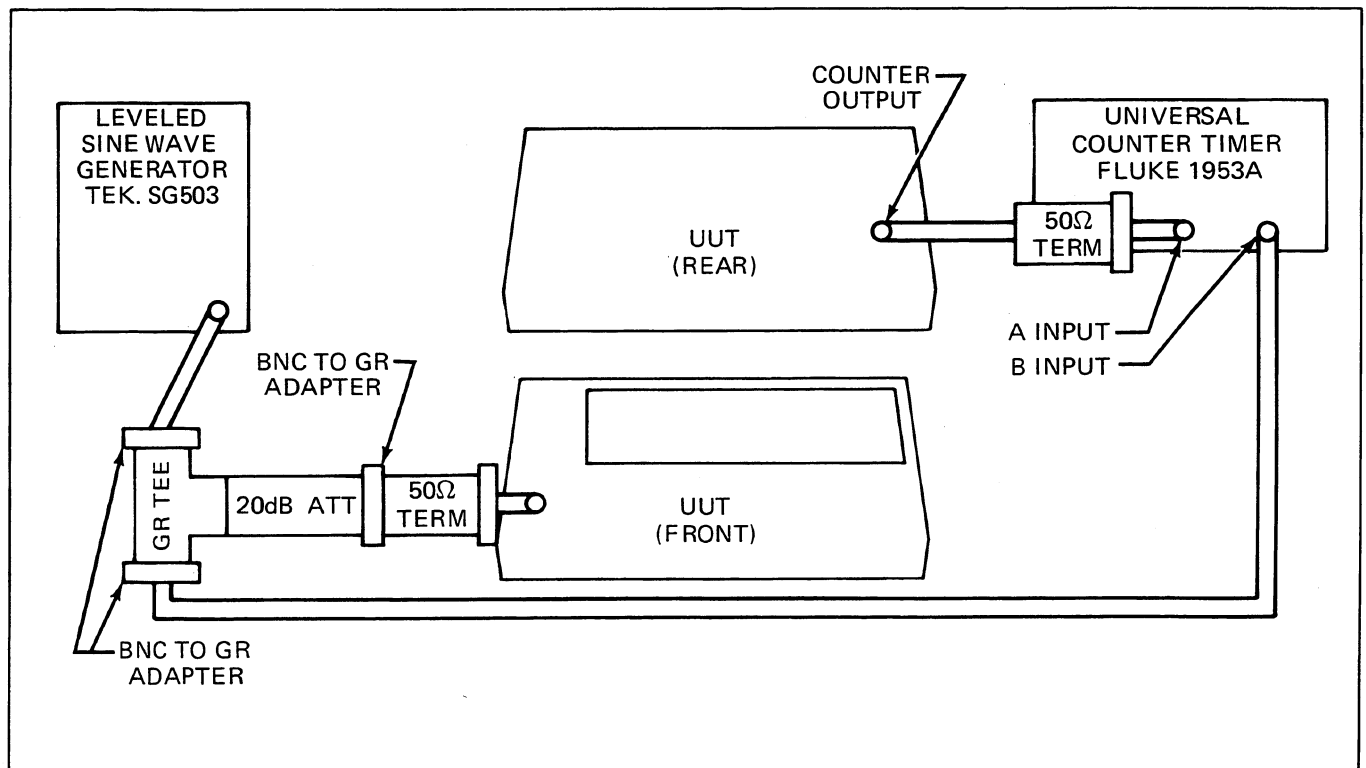 LEVELED
SINE WAVE
GENERATOR
TEK. SG503
COUNTER
OUTPUT
UNIVERSAL
COUNTER TIMER
FLUKE 1953A
UUT
(REAR)
50Ω
TERM
A INPUT
B INPUT
BNC TO GR
ADAPTER
GR TEE
20dB ATT
50Ω
TERM
UUT
(FRONT)
BNC TO GR
ADAPTER